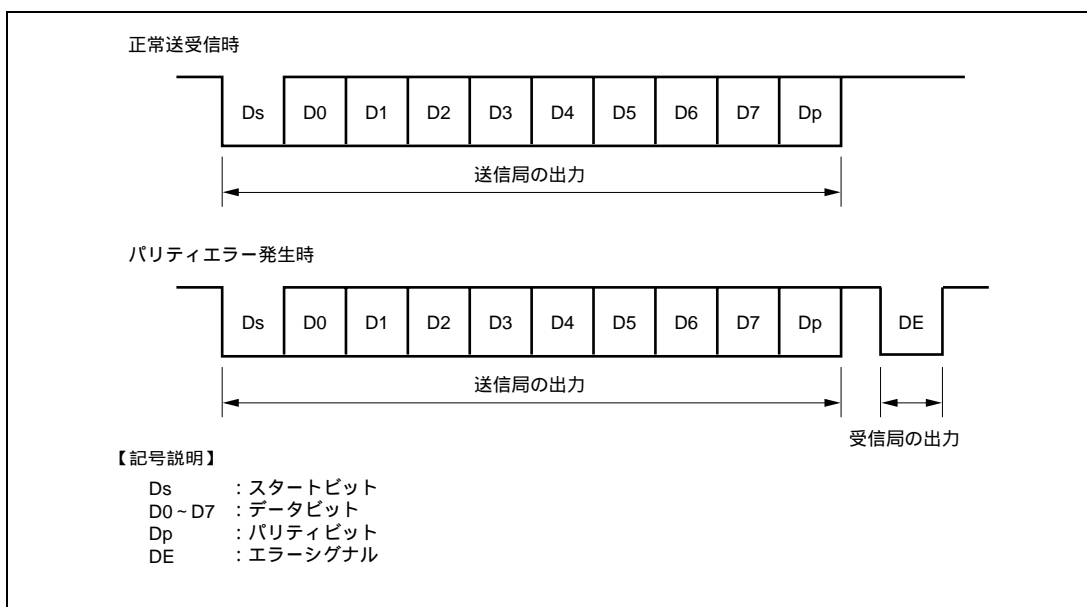 正常送受信時
Ds D0 D1 D2 D3 D4 D5 D6 D7 Dp
送信局の出力
パリティエラー発生時
Ds D0 D1 D2 D3 D4 D5 D6 D7 Dp DE
送信局の出力
受信局の出力
【記号説明】
Ds :スタートビット
D0~D7 :データビット
Dp :パリティビット
DE :エラーシグナル